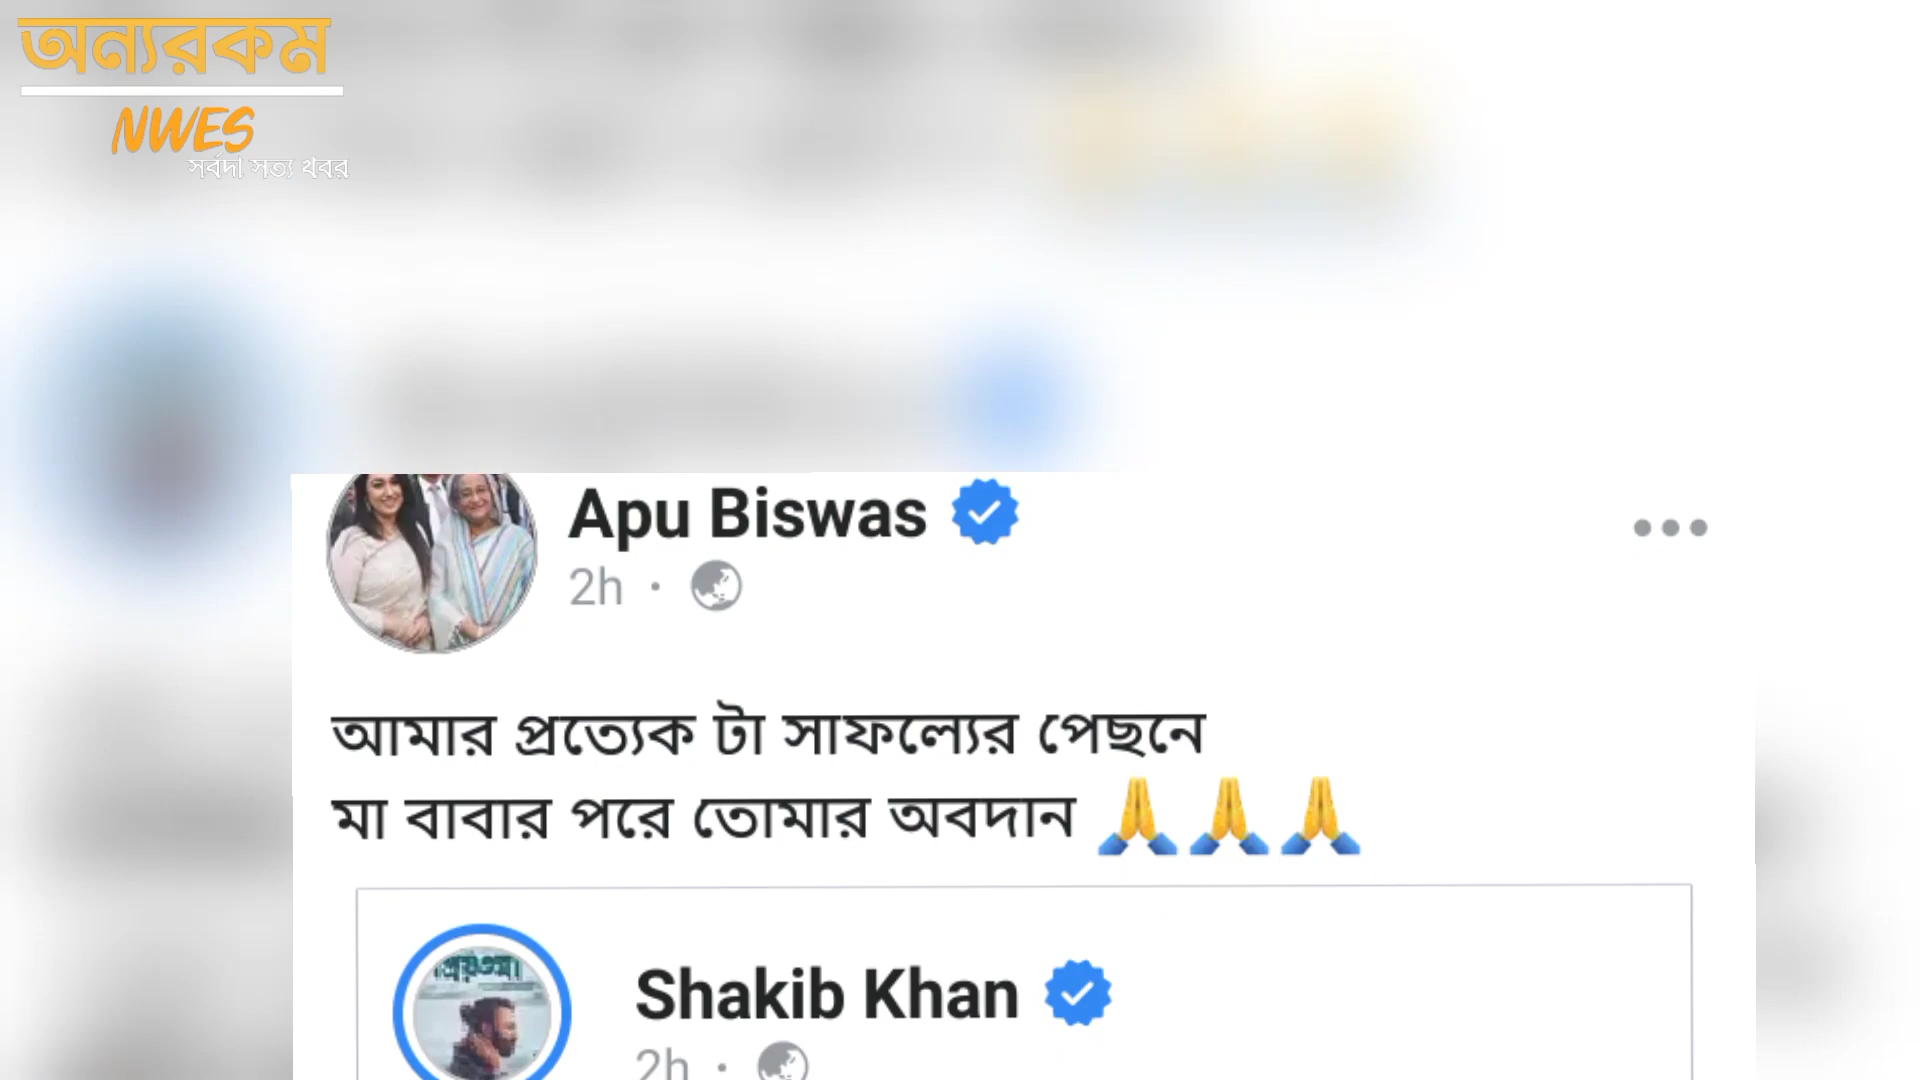 অন্যরকম
NWES
সর্বদা সত্য খবর
Apu Biswas
2h ·
আমার প্রত্যেক টা সাফল্যের পেছনে
মা বাবার পরে তোমার অবদান 🙏🙏🙏
প্রিয়তমা
Shakib Khan
2h ·